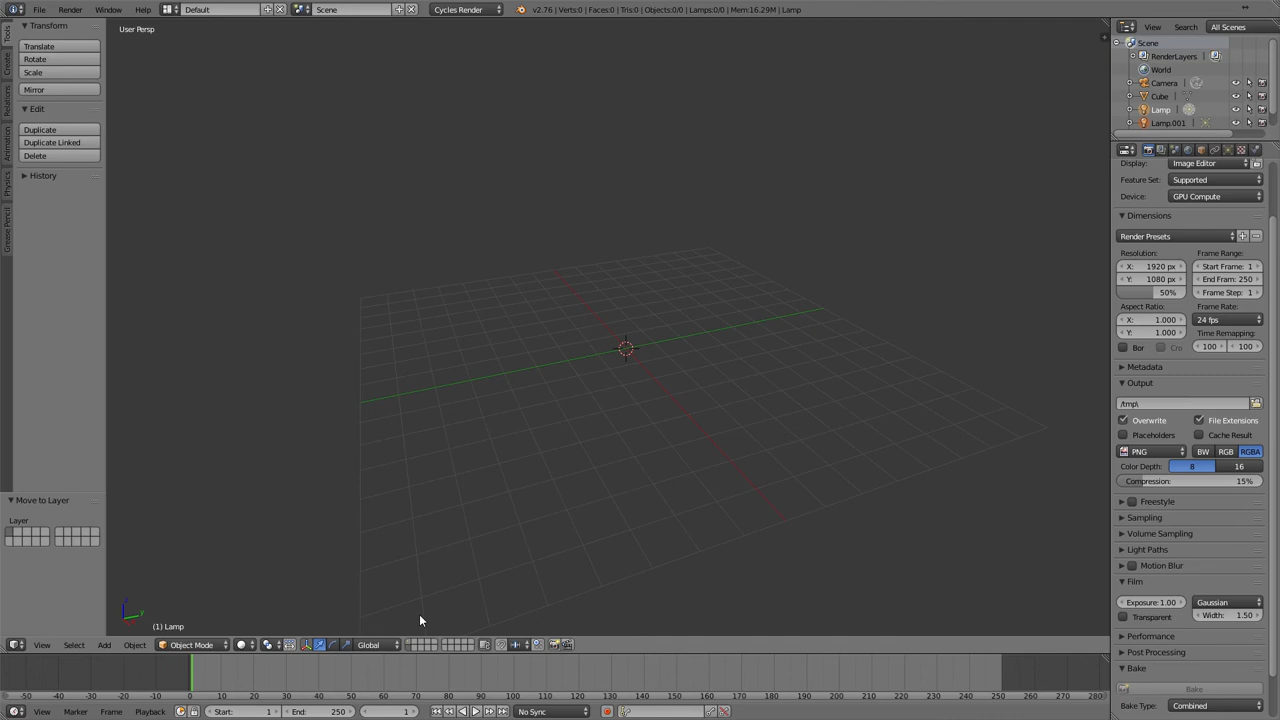 File Render Window Help Default Scene Cycles Render v2.76 | Verts:0 | Faces:0 | Tris:0 | Objects:0/0 | Lamps:0/0 | Mem:16.29M | Lamp
Transform
Translate
Rotate
Scale
Mirror
Edit
Duplicate
Duplicate Linked
Delete
History
Tools
Create
Relations
Animation
Physics
Grease Pencil
Move to Layer
Layer
User Persp
(1) Lamp
View Select Add Object Object Mode Global
-50 -40 -30 -20 -10 0 10 20 30 40 50 60 70 80 90 100 110 120 130 140 150 160 170 180 190 200 210 220 230 240 250 260 270 280
View Marker Frame Playback Start: 1 End: 250 1 No Sync
View Search All Scenes
Scene
RenderLayers
World
Camera
Cube
Lamp
Lamp.001
Display: Image Editor
Feature Set: Supported
Device: GPU Compute
Dimensions
Render Presets
Resolution: Frame Range:
X: 1920 px Start Frame: 1
Y: 1080 px End Fram: 250
50% Frame Step: 1
Aspect Ratio: Frame Rate:
X: 1.000 24 fps
Y: 1.000 Time Remapping:
Bor Cro 100 100
Metadata
Output
/tmp\
Overwrite File Extensions
Placeholders Cache Result
PNG BW RGB RGBA
Color Depth: 8 16
Compression: 15%
Freestyle
Sampling
Volume Sampling
Light Paths
Motion Blur
Film
Exposure: 1.00 Gaussian
Transparent Width: 1.50
Performance
Post Processing
Bake
Bake
Bake Type: Combined